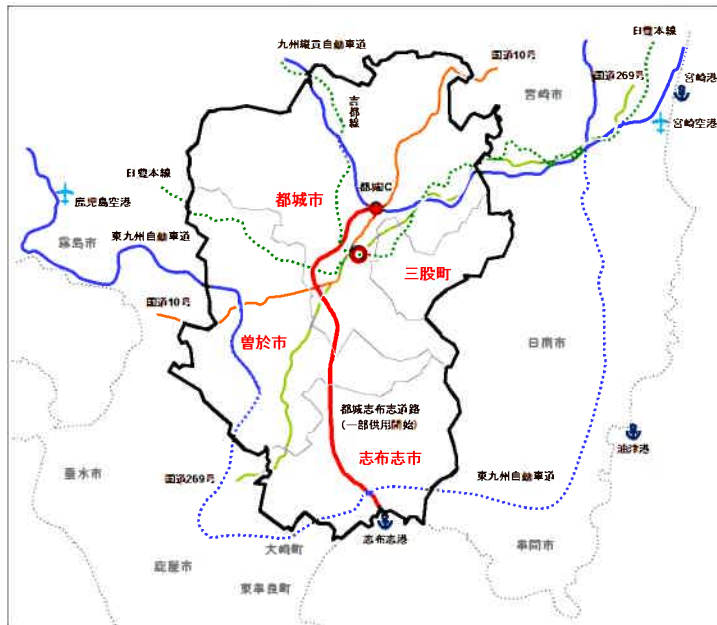 日豊本線
九州縦貫自動車道
国道10号
国道269号
宮崎港
宮崎市
吉都線
宮崎空港
日豊本線
都城IC
都城市
鹿児島空港
霧島市
東九州自動車道
三股町
国道10号
曽於市
日南市
都城志布志道路
(一部供用開始)
油津港
志布志市
垂水市
国道269号
東九州自動車道
志布志港
大崎町
串間市
鹿屋市
東串良町